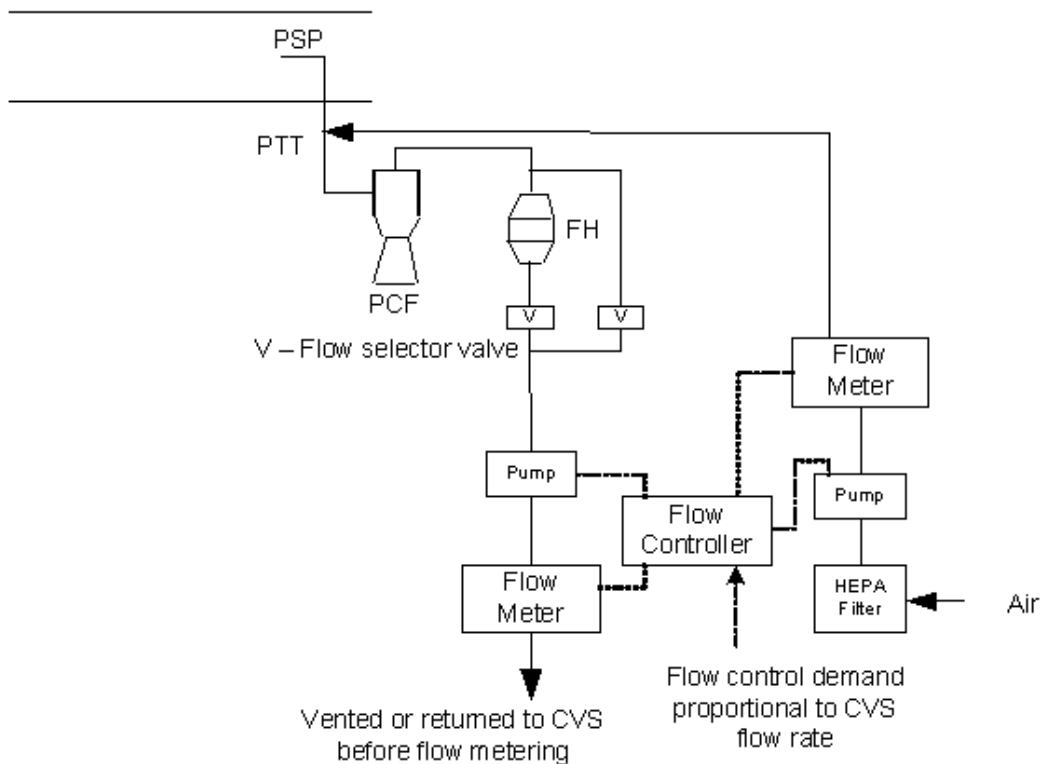 PSP
PTT
FH
PCF
V
V
V – Flow selector valve
Flow
Meter
Pump
Pump
Flow
Controller
Flow
Meter
HEPA
Filter
Air
Flow control demand
proportional to CVS
flow rate
Vented or returned to CVS
before flow metering